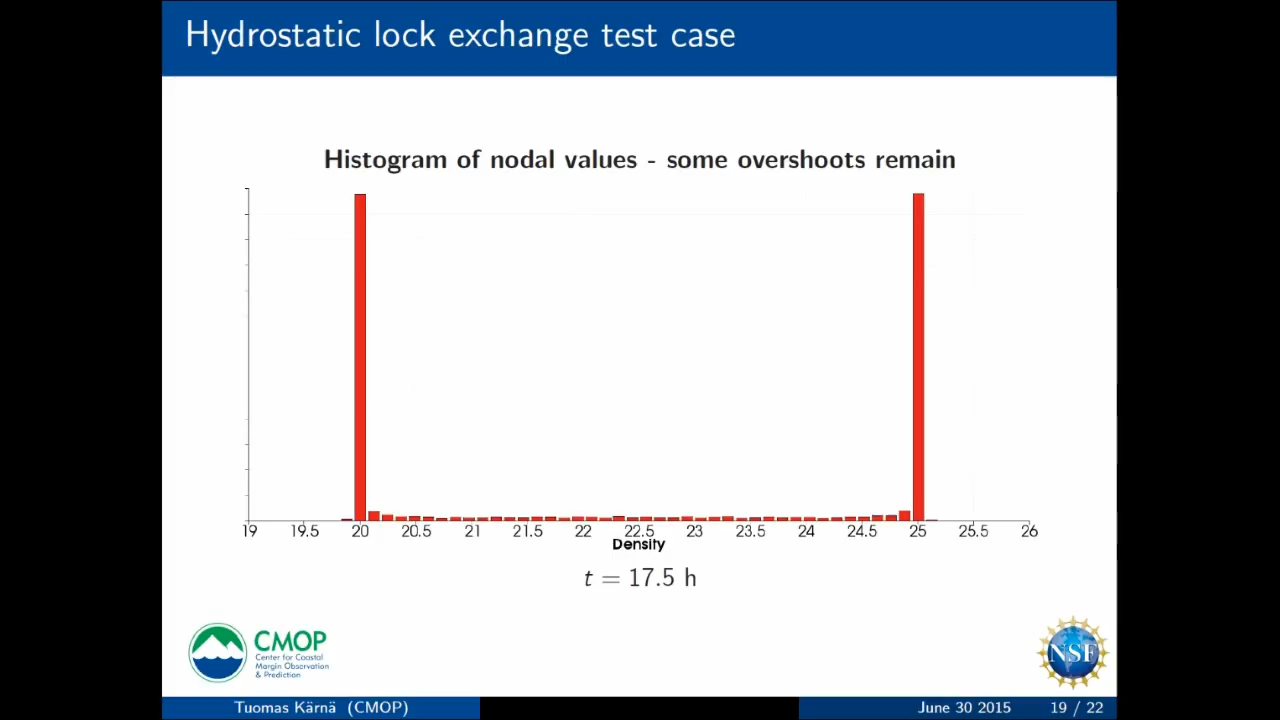 Hydrostatic lock exchange test case
Histogram of nodal values - some overshoots remain
19 19.5 20 20.5 21 21.5 22 22.5 23 23.5 24 24.5 25 25.5 26
Density
t = 17.5 h
CMOP
Center for Coastal
Margin Observation
& Prediction
NSF
Tuomas Kärnä (CMOP) June 30 2015 19 / 22